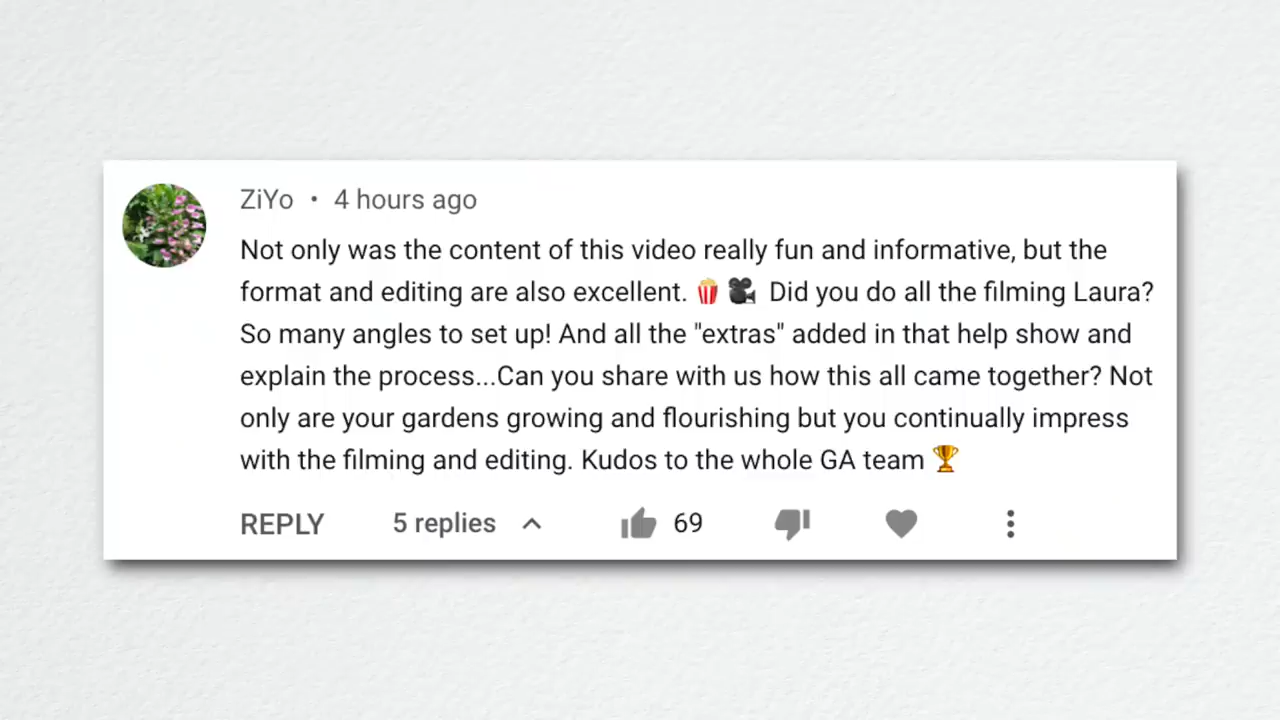 ZiYo • 4 hours ago
Not only was the content of this video really fun and informative, but the
format and editing are also excellent. 🍿🎥 Did you do all the filming Laura?
So many angles to set up! And all the "extras" added in that help show and
explain the process...Can you share with us how this all came together? Not
only are your gardens growing and flourishing but you continually impress
with the filming and editing. Kudos to the whole GA team 🏆
REPLY 5 replies 69